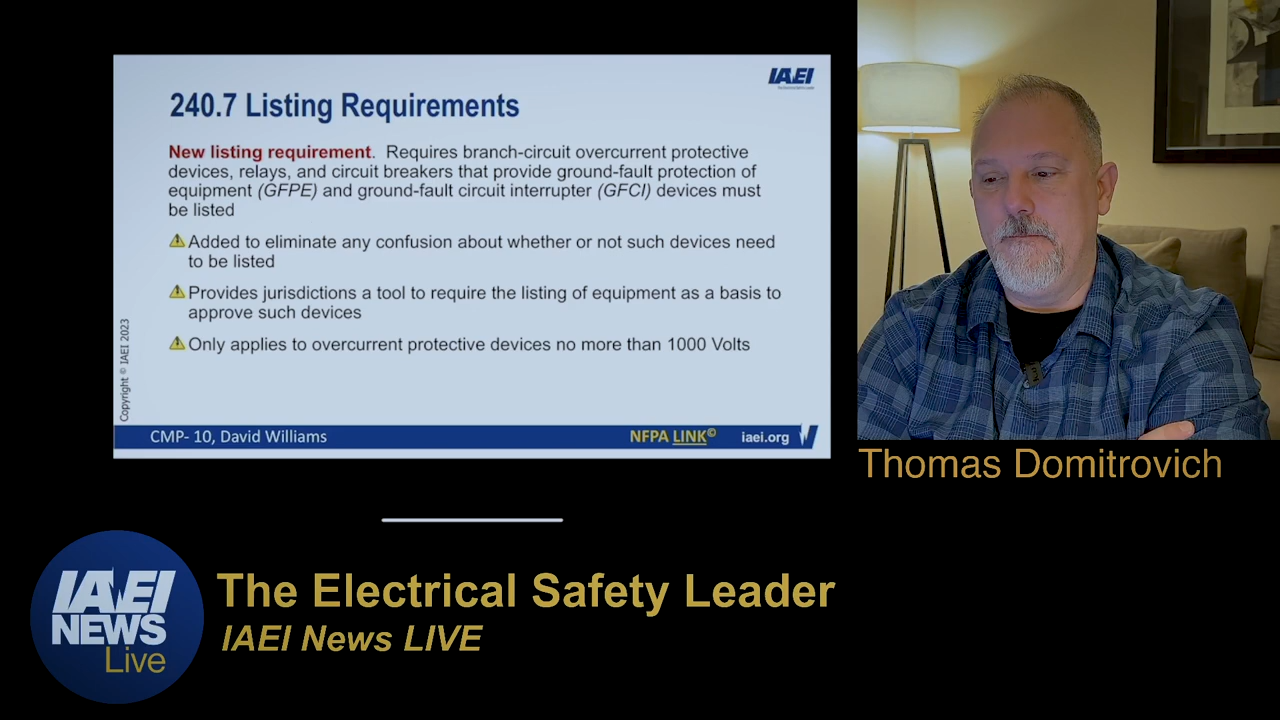 IAEI
240.7 Listing Requirements
New listing requirement. Requires branch-circuit overcurrent protective
devices, relays, and circuit breakers that provide ground-fault protection of
equipment (GFPE) and ground-fault circuit interrupter (GFCI) devices must
be listed
Added to eliminate any confusion about whether or not such devices need
to be listed
Provides jurisdictions a tool to require the listing of equipment as a basis to
approve such devices
Only applies to overcurrent protective devices no more than 1000 Volts
Copyright © IAEI 2023
CMP- 10, David Williams
NFPA LINK©
iaei.org
Thomas Domitrovich
IAEI
NEWS
Live
The Electrical Safety Leader
IAEI News LIVE